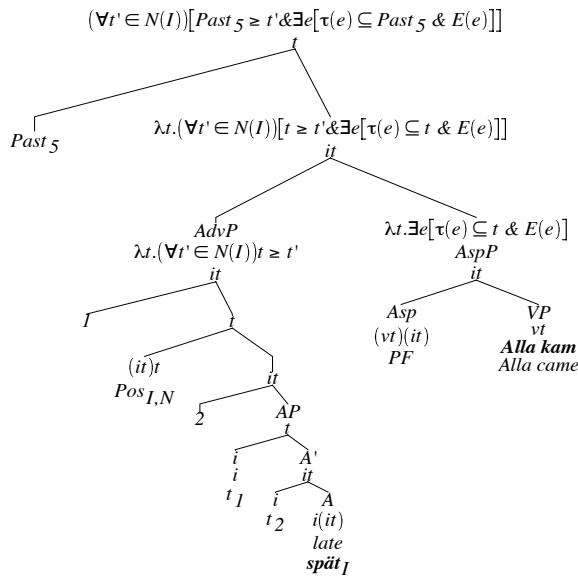 (∀t' ∈ N(I))[Past5 ≥ t'&∃e[τ(e) ⊆ Past5 & E(e)]]
t
Past5
λt.(∀t' ∈ N(I))[t ≥ t'&∃e[τ(e) ⊆ t & E(e)]]
it
AdvP
λt.(∀t' ∈ N(I))t ≥ t'
it
λt.∃e[τ(e) ⊆ t & E(e)]
AspP
it
1
t
Asp
(vt)(it)
PF
VP
vt
Alla kam
Alla came
(it)t
PosI,N
it
2
AP
t
i
i
t1
A'
it
i
t2
A
i(it)
late
spätI